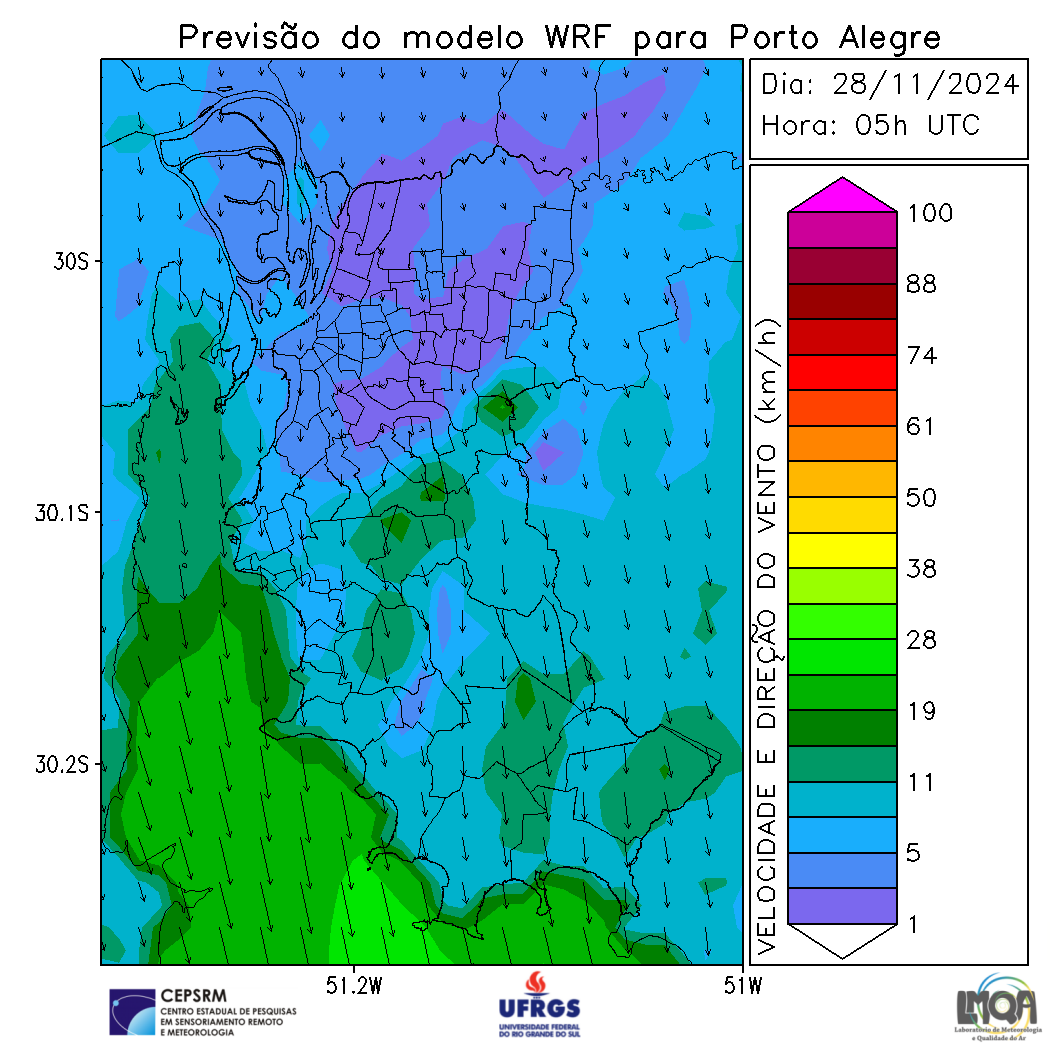 Previsão do modelo WRF para Porto Alegre
Dia: 28/11/2024
Hora: 05h UTC
30S
30.1S
30.2S
51.2W
51W
VELOCIDADE E DIREÇÃO DO VENTO (km/h)
100
88
74
61
50
38
28
19
11
5
1
CEPSRM
CENTRO ESTADUAL DE PESQUISAS
EM SENSORIAMENTO REMOTO
E METEOROLOGIA
UFRGS
UNIVERSIDADE FEDERAL
DO RIO GRANDE DO SUL
LMQA
Laboratório de Meteorologia
e Qualidade do Ar